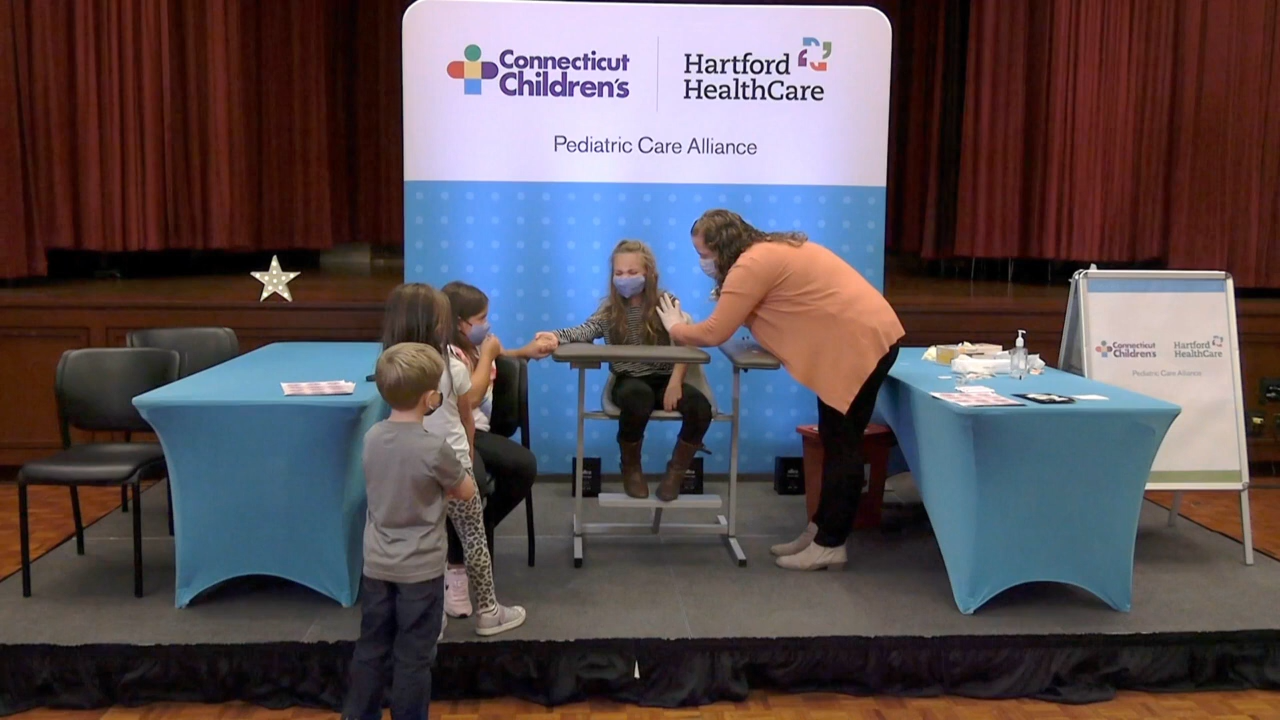 Connecticut
Children's
Hartford
HealthCare
Pediatric Care Alliance
Connecticut
Children's
Hartford
HealthCare
Pediatric Care Alliance